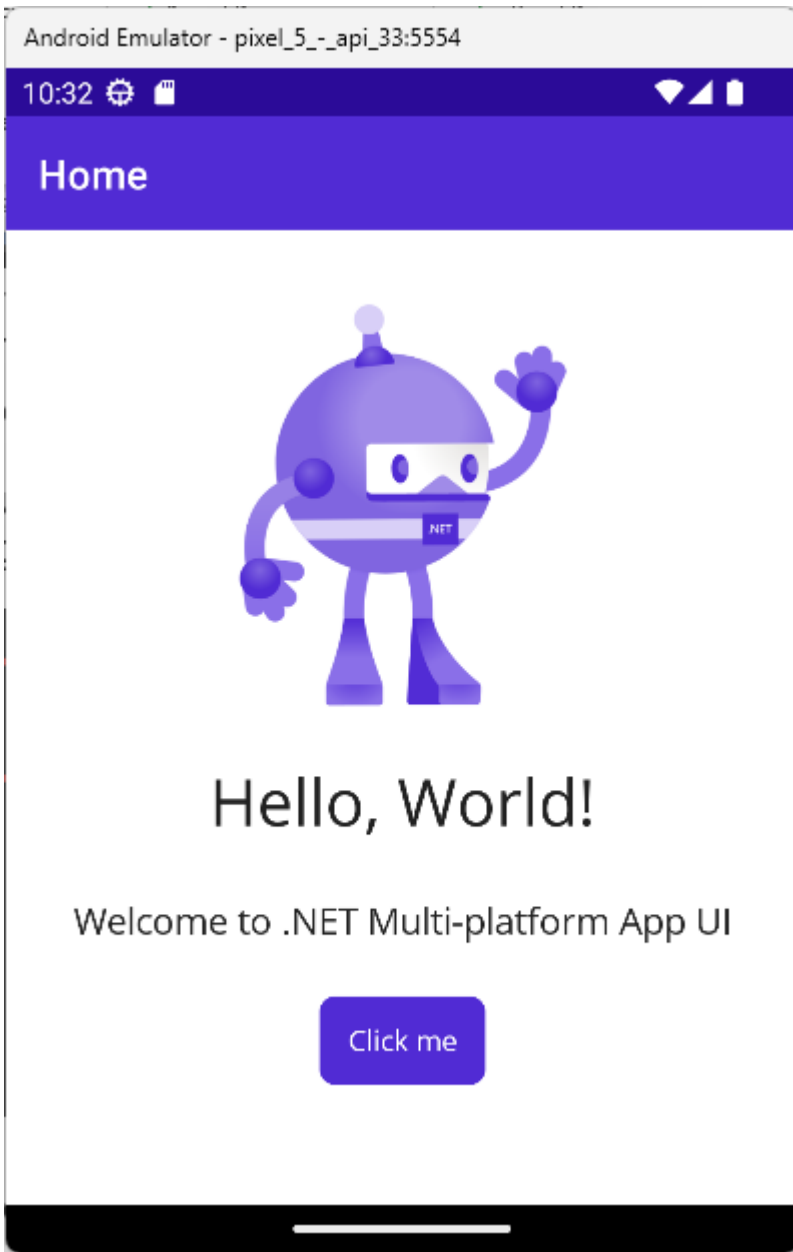 Android Emulator - pixel_5_-_api_33:5554
10:32
Home
.NET
Hello, World!
Welcome to .NET Multi-platform App UI
Click me